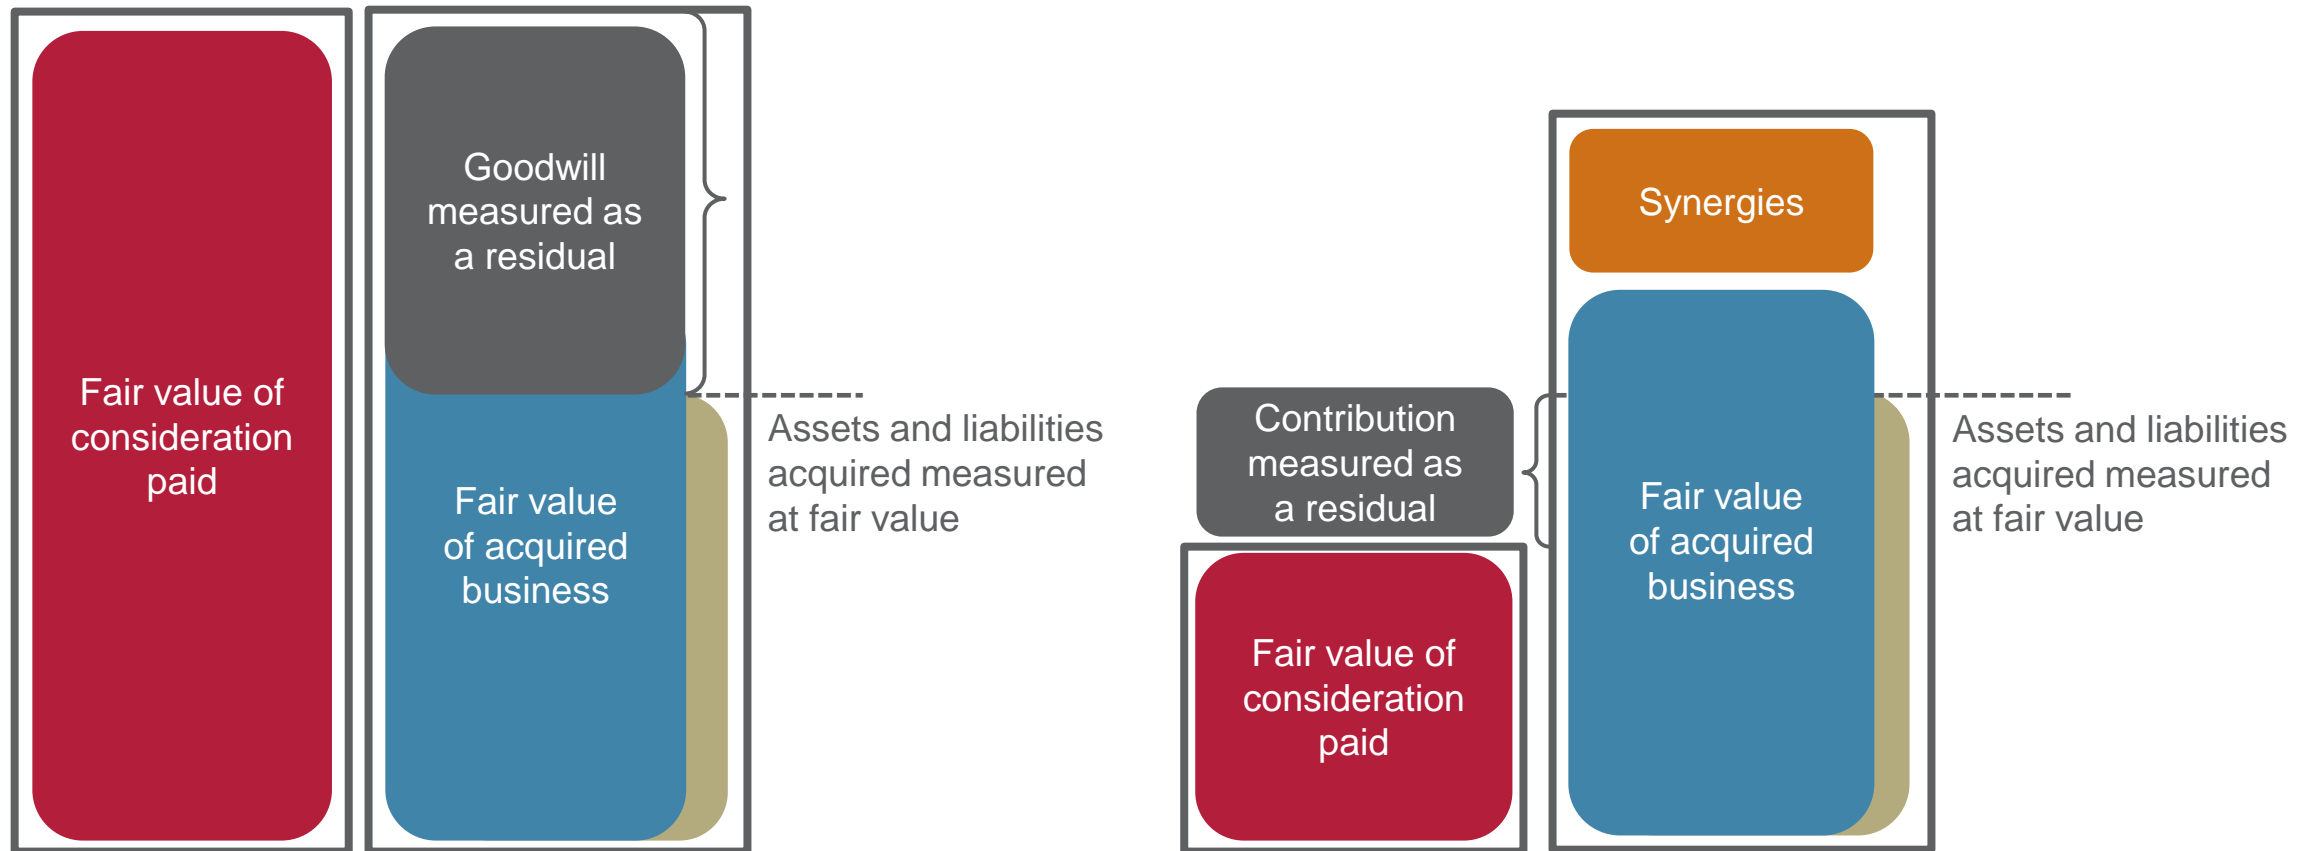 Fair value of
consideration
paid
Goodwill
measured as
a residual
Fair value
of acquired
business
Assets and liabilities
acquired measured
at fair value
Contribution
measured as
a residual
Fair value of
consideration
paid
Synergies
Fair value
of acquired
business
Assets and liabilities
acquired measured
at fair value